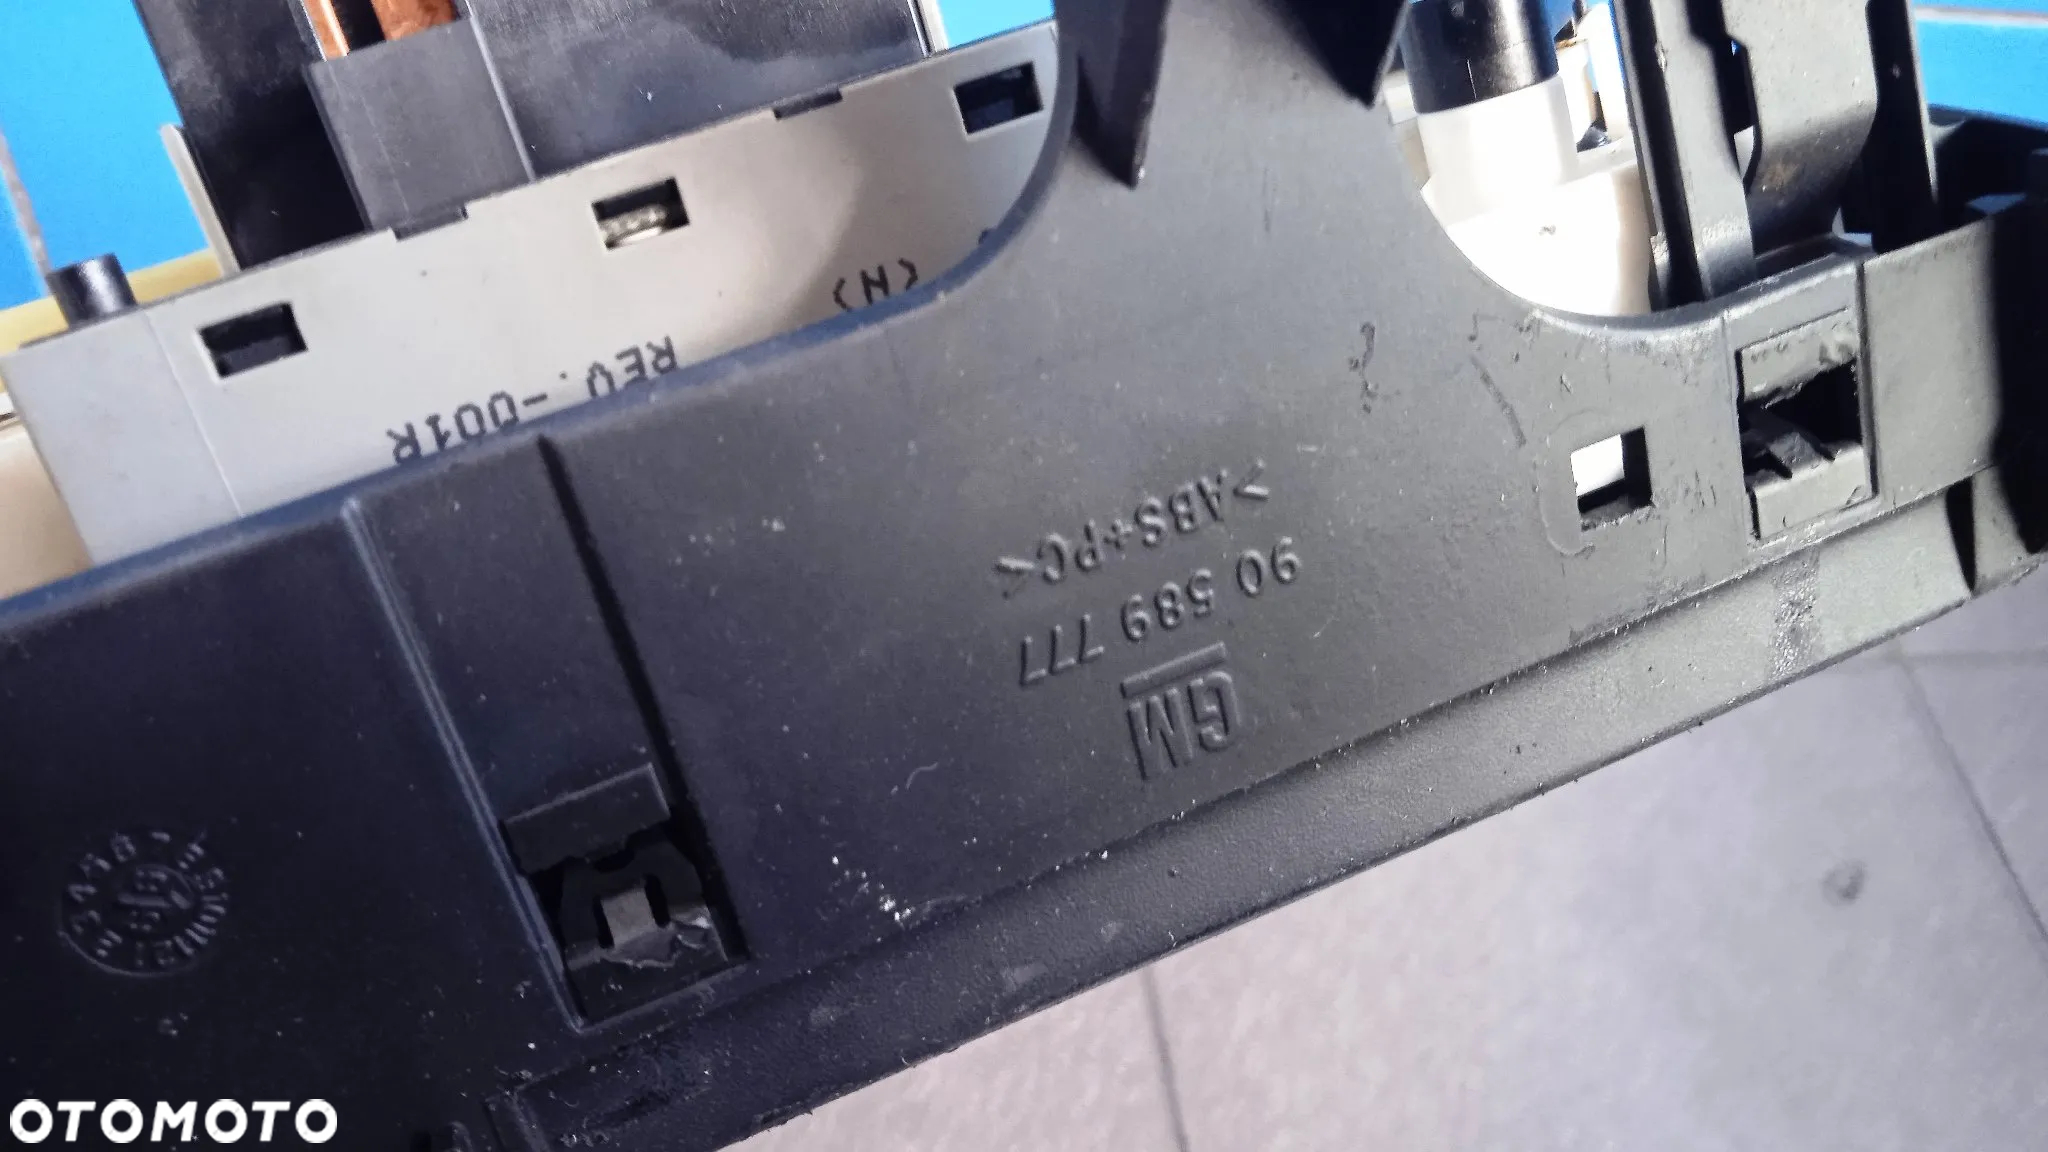 GM
90 589 777
>ABS+PC<
REV.-001R
(N)
OTOMOTO